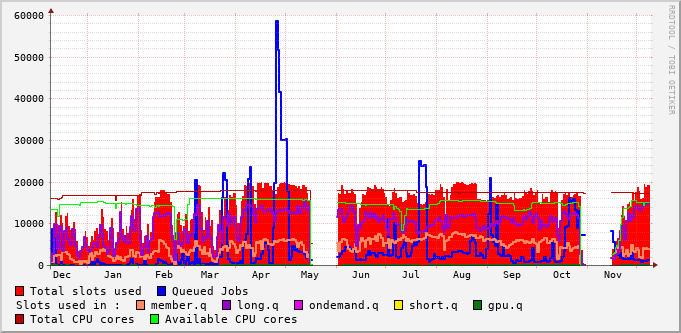 60000
50000
40000
30000
20000
10000
0
Dec Jan Feb Mar Apr May Jun Jul Aug Sep Oct Nov
RRDTOOL / TOBI OETIKER
Total slots used Queued Jobs
Slots used in : member.q long.q ondemand.q short.q gpu.q
Total CPU cores Available CPU cores